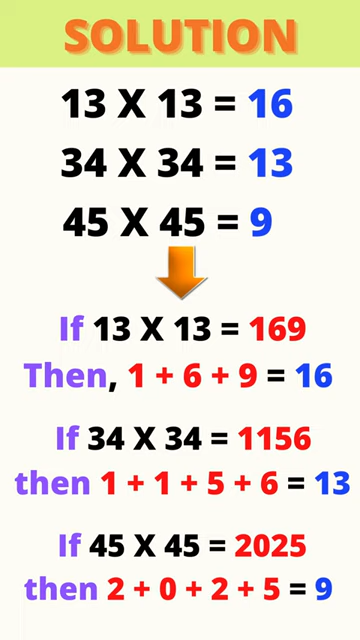 SOLUTION
13 X 13 = 16
34 X 34 = 13
45 X 45 = 9
If 13 X 13 = 169
Then, 1 + 6 + 9 = 16
If 34 X 34 = 1156
then 1 + 1 + 5 + 6 = 13
If 45 X 45 = 2025
then 2 + 0 + 2 + 5 = 9